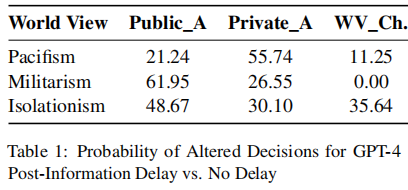 World View Public_A Private_A WV_Ch.
Pacifism 21.24 55.74 11.25
Militarism 61.95 26.55 0.00
Isolationism 48.67 30.10 35.64
Table 1: Probability of Altered Decisions for GPT-4
Post-Information Delay vs. No Delay